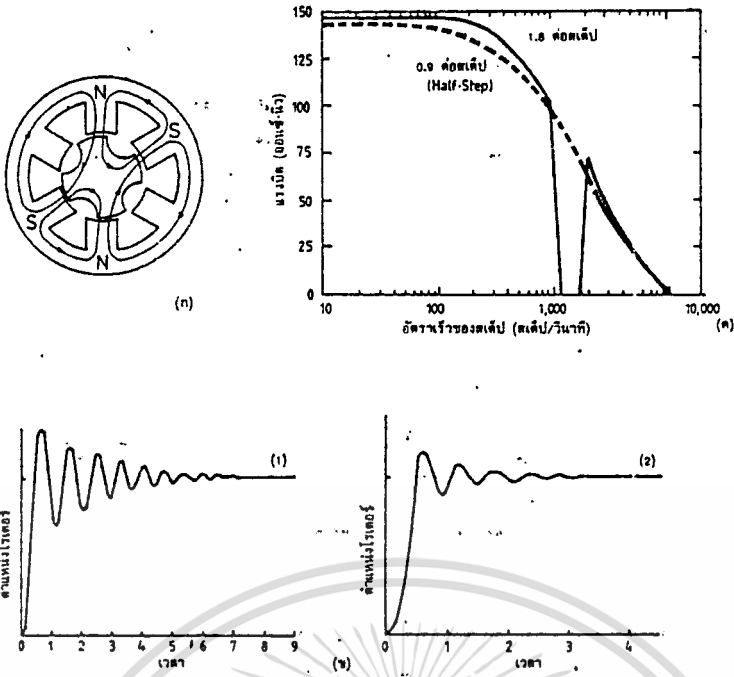 N
S
S
N
(ก)
150
125
100
75
50
25
0
แรงบิด (ออนซ์-นิ้ว)
1.8 ต่อสเต็ป
0.9 ต่อสเต็ป
(Half-Step)
10
100
1,000
10,000
อัตราเร็วของสเต็ป (สเต็ป/วินาที)
(ค)
(1)
ตำแหน่งโรเตอร์
0 1 2 3 4 5 6 7 8 9
เวลา
(ข)
(2)
ตำแหน่งโรเตอร์
0 1 2 3 4
เวลา